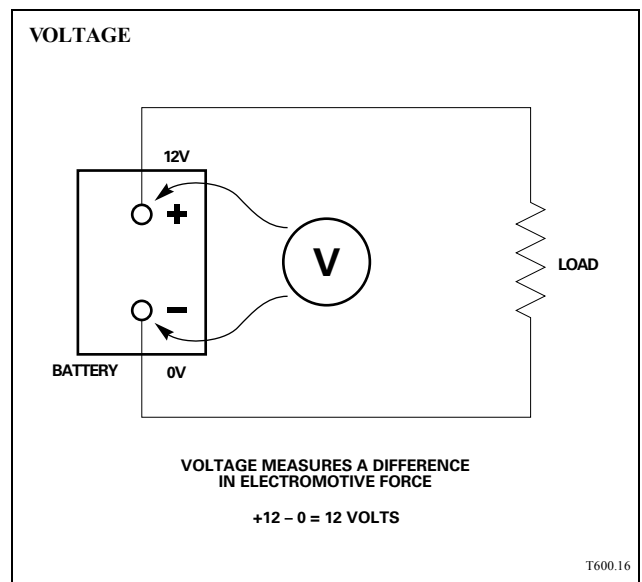 VOLTAGE
12V
+
V
LOAD
–
BATTERY
0V
VOLTAGE MEASURES A DIFFERENCE
IN ELECTROMOTIVE FORCE
+12 – 0 = 12 VOLTS
T600.16